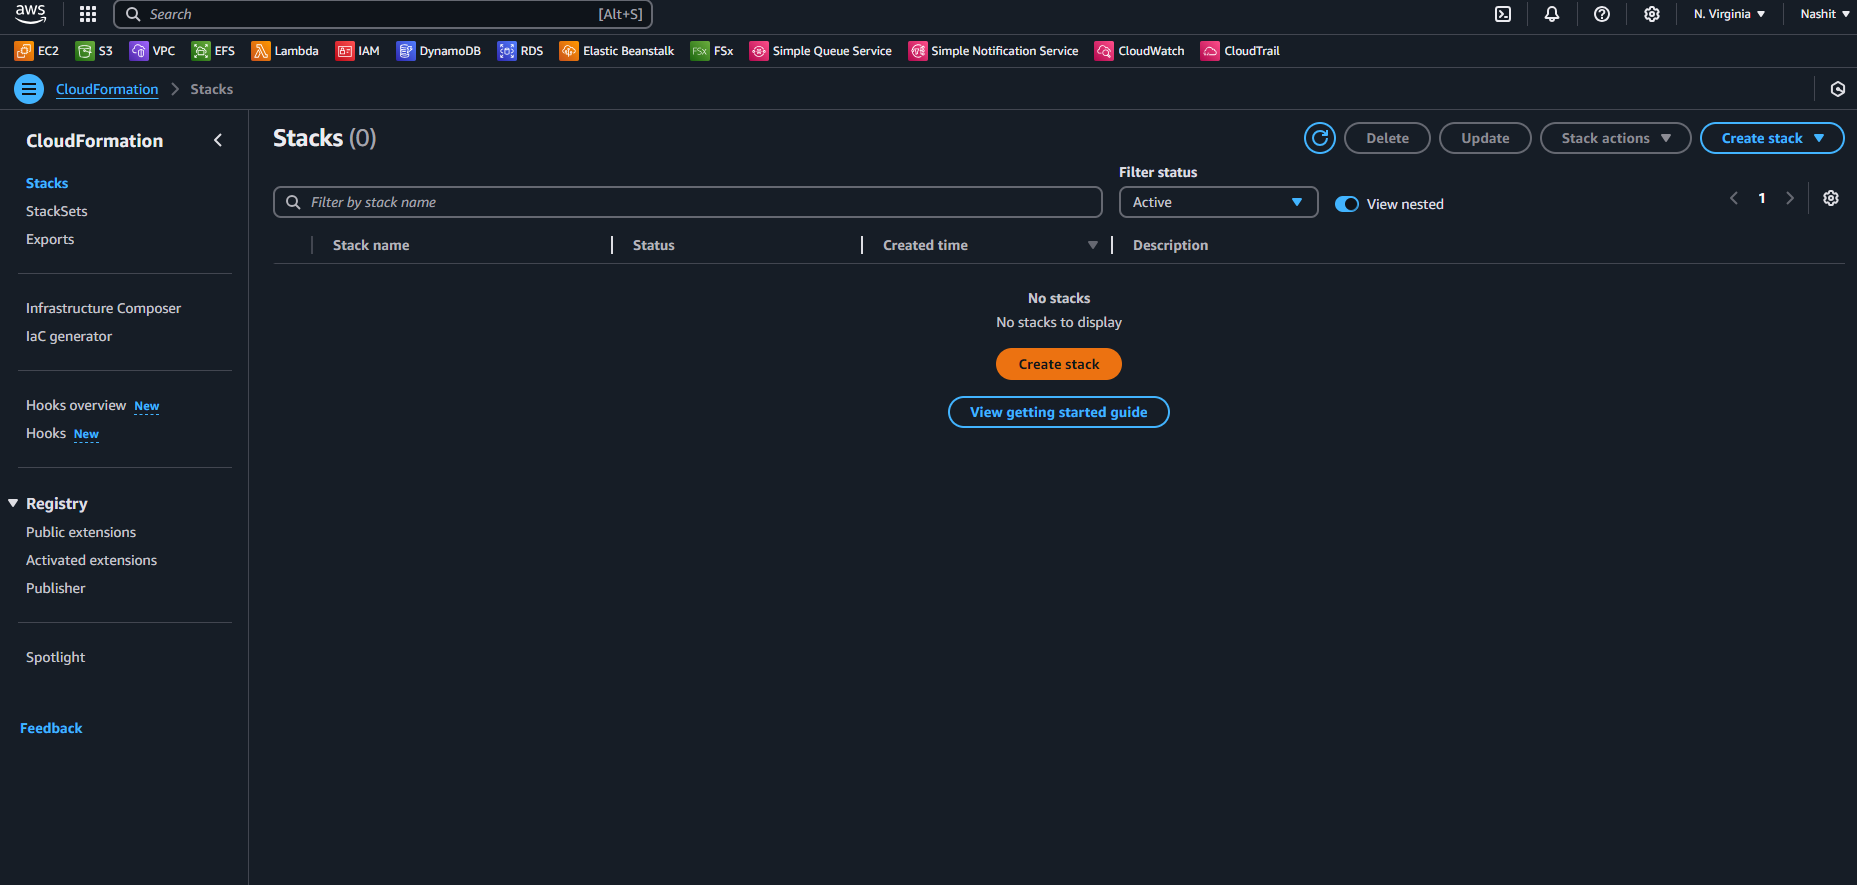 aws Search [Alt+S] N. Virginia Nashit
EC2 S3 VPC EFS Lambda IAM DynamoDB RDS Elastic Beanstalk FSx FSx Simple Queue Service Simple Notification Service CloudWatch CloudTrail
CloudFormation Stacks
CloudFormation
Stacks
StackSets
Exports
Infrastructure Composer
IaC generator
Hooks overview New
Hooks New
Registry
Public extensions
Activated extensions
Publisher
Spotlight
Feedback
Stacks (0) Delete Update Stack actions Create stack
Filter status
Filter by stack name Active View nested 1
Stack name Status Created time Description
No stacks
No stacks to display
Create stack
View getting started guide